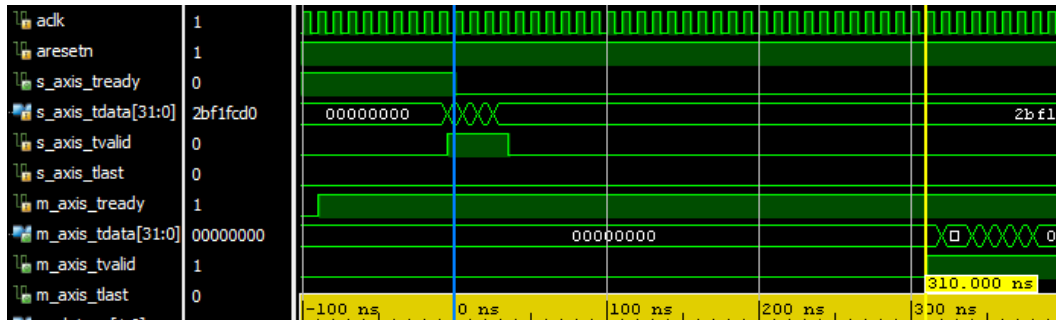 aclk 1
aresetn 1
s_axis_tready 0
s_axis_tdata[31:0] 2bf1fcd0 00000000 2bf1
s_axis_tvalid 0
s_axis_tlast 0
m_axis_tready 1
m_axis_tdata[31:0] 00000000 00000000 0
m_axis_tvalid 1
310.000 ns
m_axis_tlast 0
-100 ns 0 ns 100 ns 200 ns 300 ns